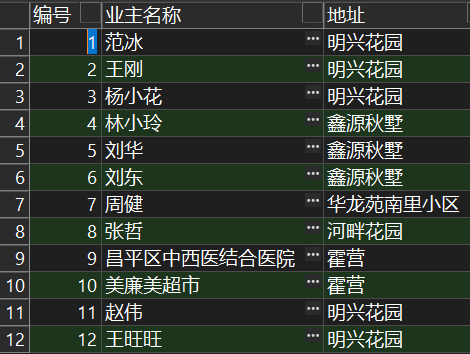 编号 业主名称 地址
1 1 范冰 明兴花园
2 2 王刚 明兴花园
3 3 杨小花 明兴花园
4 4 林小玲 鑫源秋墅
5 5 刘华 鑫源秋墅
6 6 刘东 鑫源秋墅
7 7 周健 华龙苑南里小区
8 8 张哲 河畔花园
9 9 昌平区中西医结合医院 霍营
10 10 美廉美超市 霍营
11 11 赵伟 明兴花园
12 12 王旺旺 明兴花园